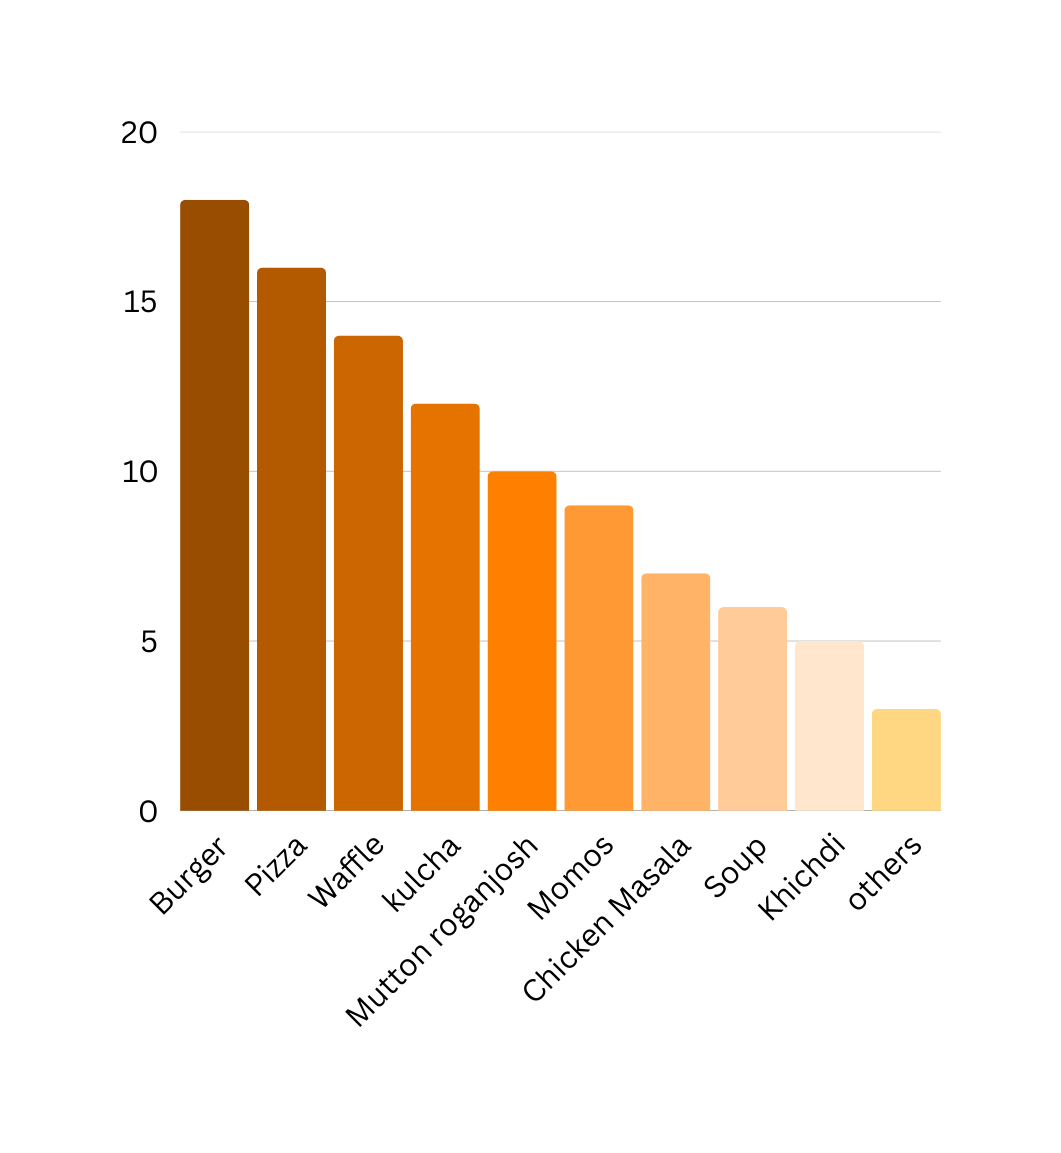 20
15
10
5
0
Burger
Pizza
Waffle
kulcha
Mutton roganjosh
Momos
Chicken Masala
Soup
Khichdi
others